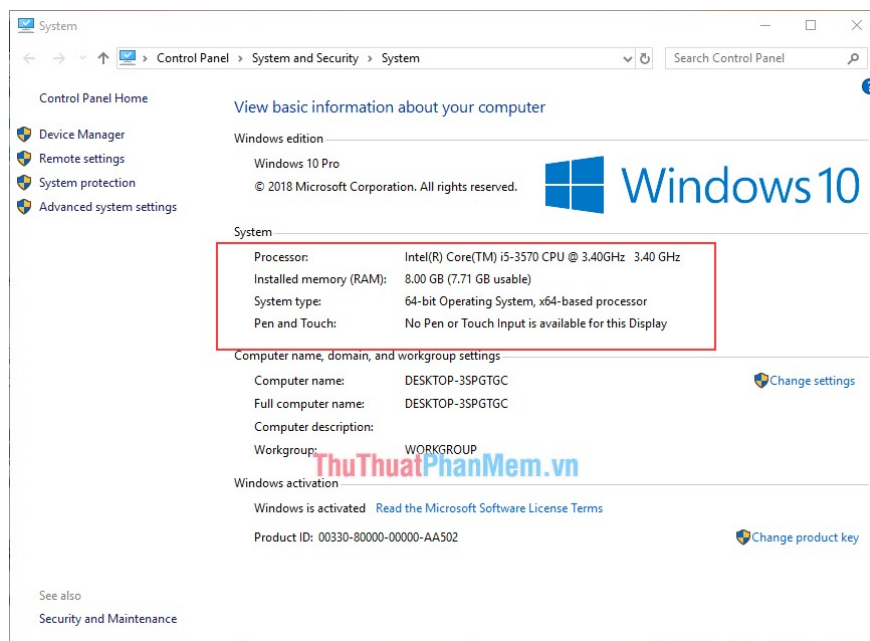 System
Control Panel > System and Security > System
Search Control Panel
Control Panel Home
Device Manager
Remote settings
System protection
Advanced system settings
View basic information about your computer
Windows edition
Windows 10 Pro
© 2018 Microsoft Corporation. All rights reserved.
Windows 10
System
Processor: Intel(R) Core(TM) i5-3570 CPU @ 3.40GHz 3.40 GHz
Installed memory (RAM): 8.00 GB (7.71 GB usable)
System type: 64-bit Operating System, x64-based processor
Pen and Touch: No Pen or Touch Input is available for this Display
Computer name, domain, and workgroup settings
Computer name: DESKTOP-3SPGTGC
Change settings
Full computer name: DESKTOP-3SPGTGC
Computer description:
Workgroup: WORKGROUP
ThuThuatPhanMem.vn
Windows activation
Windows is activated Read the Microsoft Software License Terms
Product ID: 00330-80000-00000-AA502
Change product key
See also
Security and Maintenance